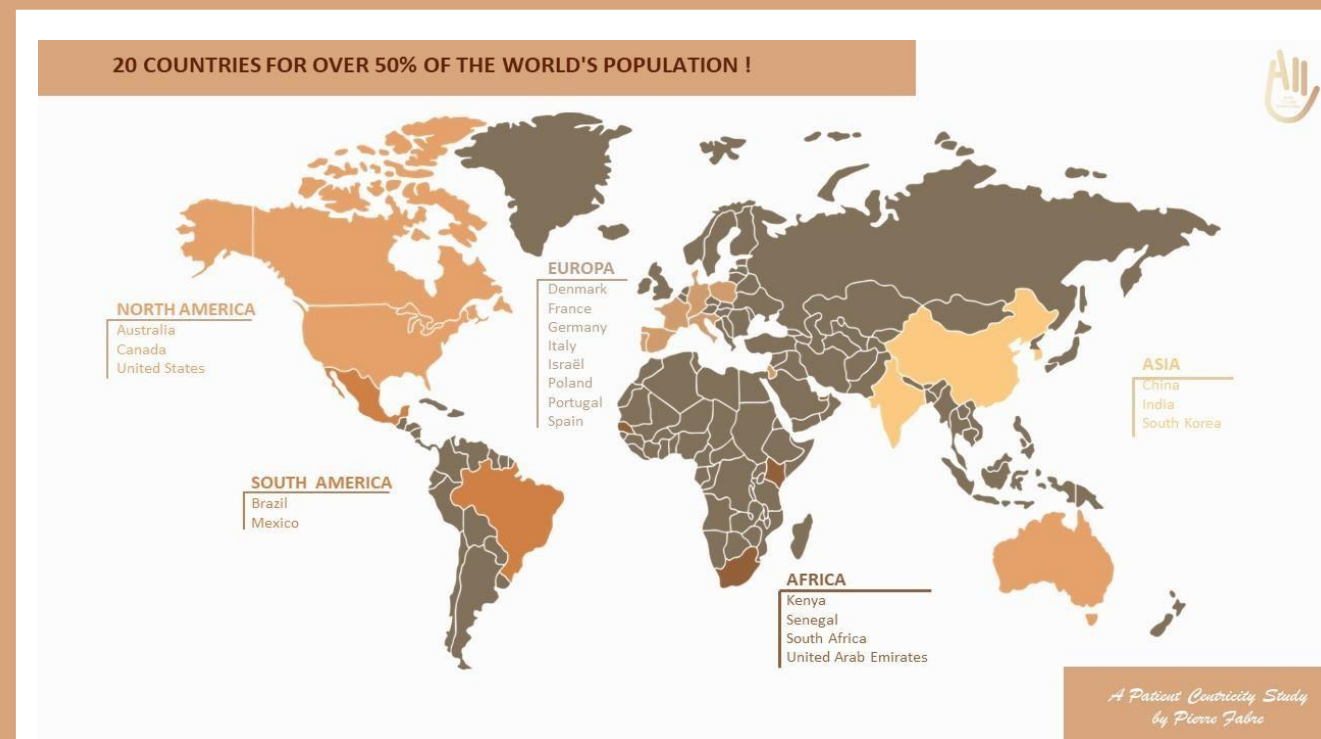 20 COUNTRIES FOR OVER 50% OF THE WORLD'S POPULATION !
All
NORTH AMERICA
Australia
Canada
United States
EUROPA
Denmark
France
Germany
Italy
Israël
Poland
Portugal
Spain
ASIA
China
India
South Korea
SOUTH AMERICA
Brazil
Mexico
AFRICA
Kenya
Senegal
South Africa
United Arab Emirates
A Patient Centricity Study
by Pierre Fabre